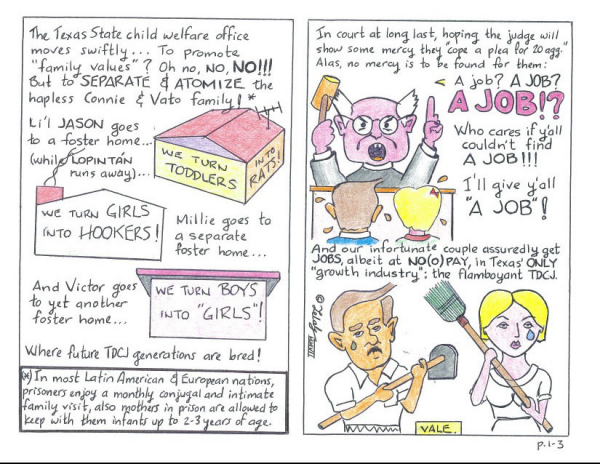 The Texas State child welfare office
moves swiftly... To promote
"family values"? Oh no, NO, NO!!!
But to SEPARATE & ATOMIZE the
hapless Connie & Vato family! *
Li'l JASON goes
to a foster home...
(while LOPINTÁN
runs away)...
WE TURN
TODDLERS
INTO
RATS!
WE TURN GIRLS
INTO HOOKERS!
Millie goes to
a separate
foster home...
And Victor goes
to yet another
foster home...
WE TURN BOYS
INTO "GIRLS"!
Where future TDCJ generations are bred!
(*) In most Latin American & European nations,
prisoners enjoy a monthly conjugal and intimate
family visit, also mothers in prison are allowed to
keep with them infants up to 2-3 years of age.
In court at long last, hoping the judge will
show some mercy they "cope a plea for 20 agg."
Alas, no mercy is to be found for them:
A job? A JOB?
A JOB!?
Who cares if y'all
couldn't find
A JOB!!!
I'll give y'all
"A JOB"!
And our infortunate couple assuredly get
JOBS, albeit at NO(o) PAY, in Texas' ONLY
"growth industry": the flamboyant TDCJ.
VALE.
p.1-3